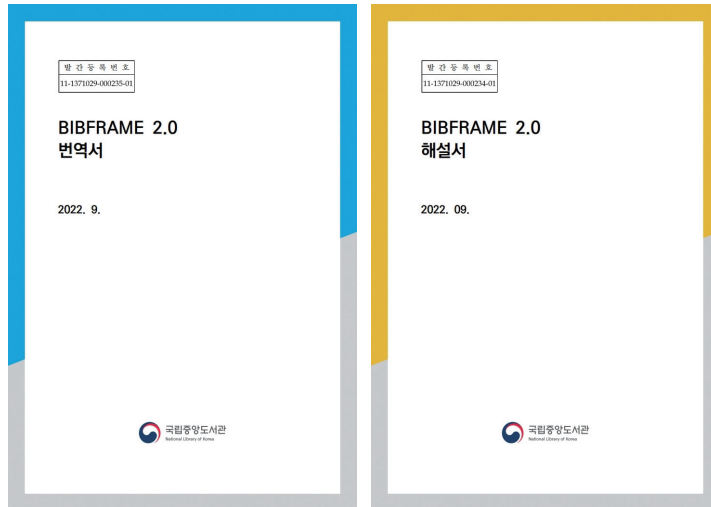 발간등록번호
11-1371029-000235-01
BIBFRAME 2.0
번역서
2022. 9.
국립중앙도서관
National Library of Korea
발간등록번호
11-1371029-000234-01
BIBFRAME 2.0
해설서
2022. 09.
국립중앙도서관
National Library of Korea